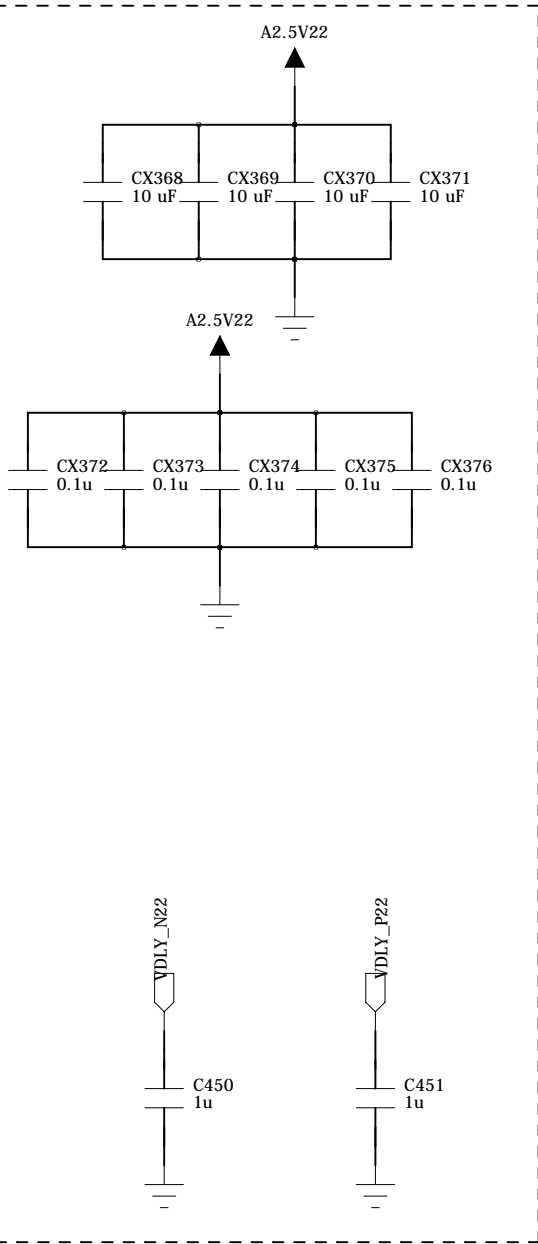 A2.5V22
CX368
10 uF
CX369
10 uF
CX370
10 uF
CX371
10 uF
A2.5V22
CX372
0.1u
CX373
0.1u
CX374
0.1u
CX375
0.1u
CX376
0.1u
VDLY_N22
VDLY_P22
C450
1u
C451
1u